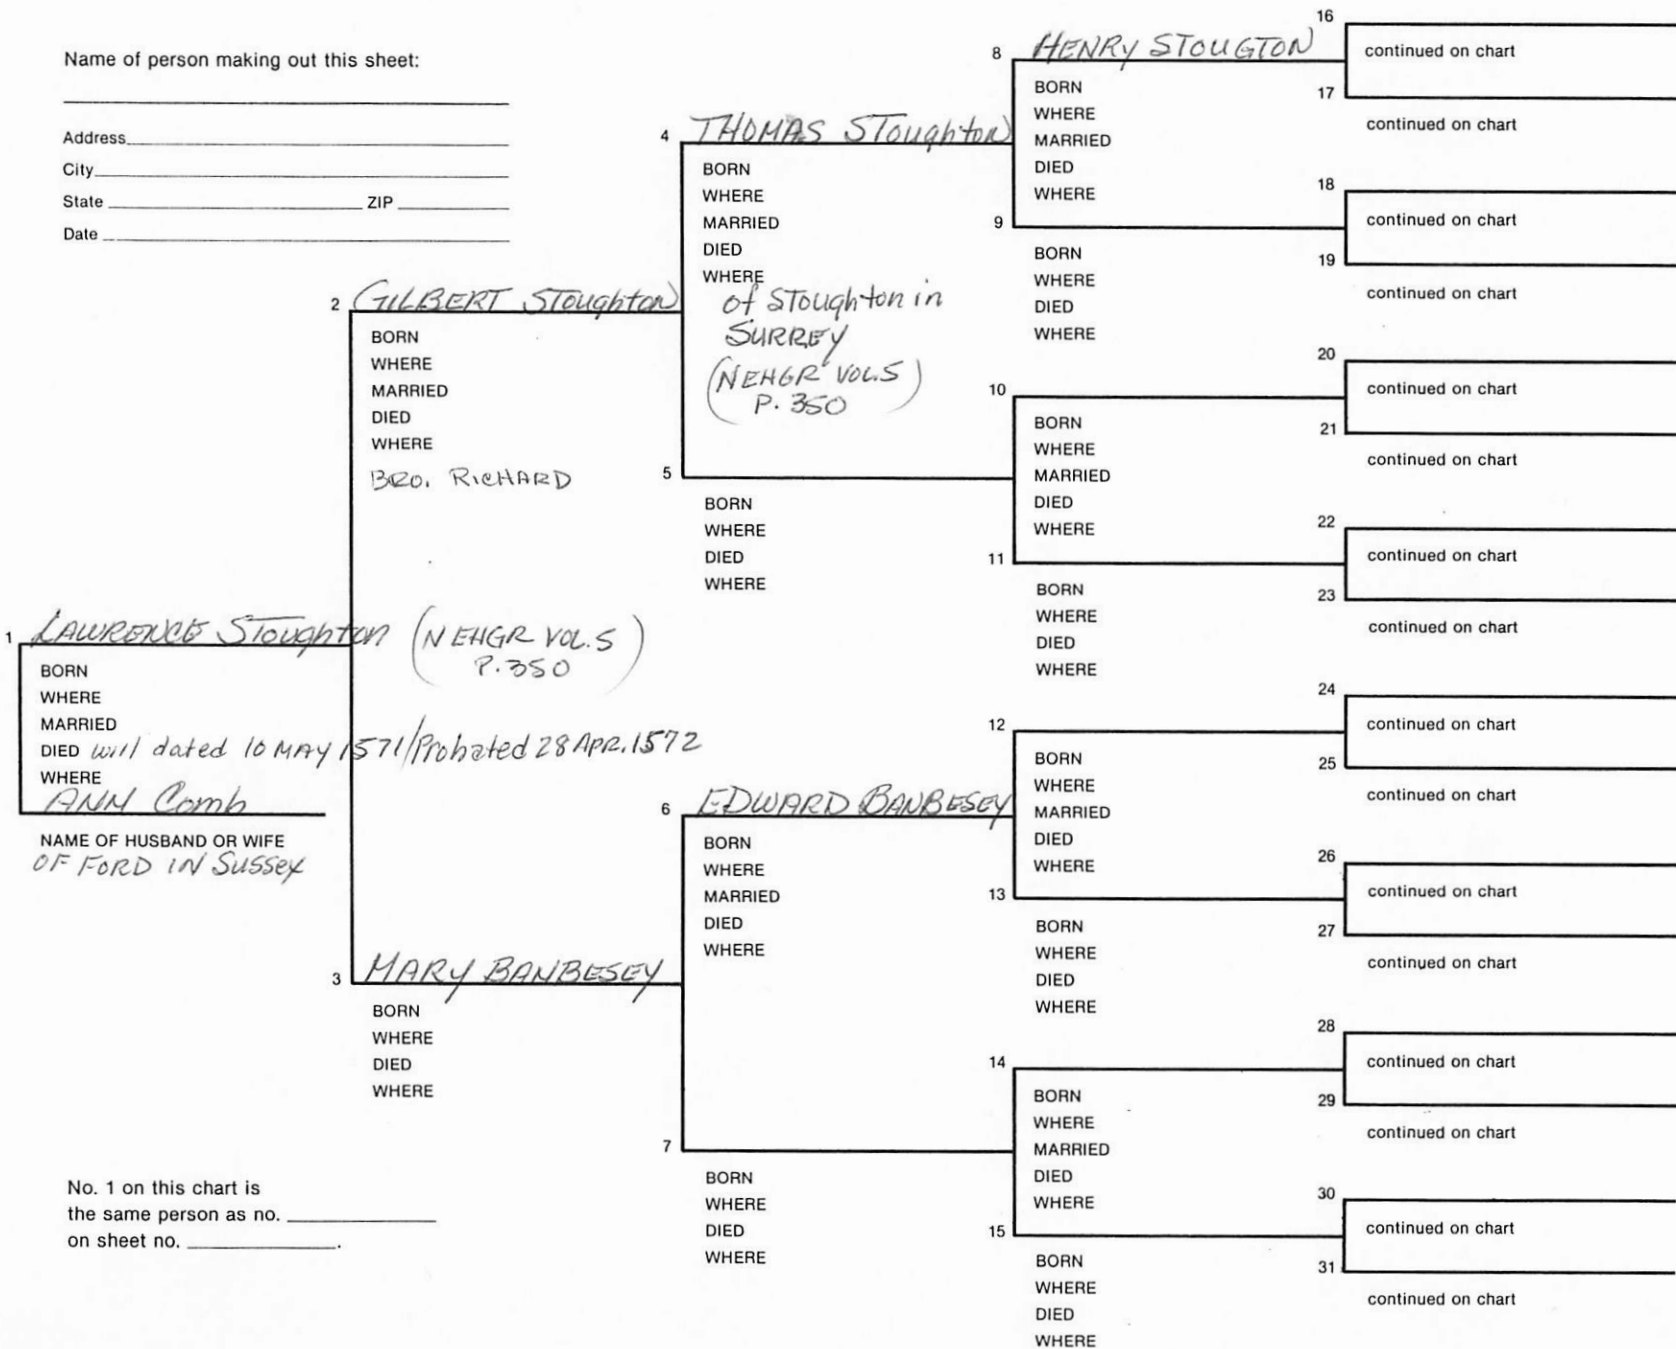 Name of person making out this sheet:
Address
City
State ZIP
Date
1 LAWRENCE Stoughton (NEHGR VOL. 5
P. 350)
BORN
WHERE
MARRIED
DIED will dated 10 MAY 1571/Probated 28 APR. 1572
WHERE
ANN Comb
NAME OF HUSBAND OR WIFE
OF FORD IN SUSSEX
2 GILBERT Stoughton
BORN
WHERE
MARRIED
DIED
WHERE
BRO. RICHARD
3 MARY BANBESEY
BORN
WHERE
DIED
WHERE
4 THOMAS Stoughton
BORN
WHERE
MARRIED
DIED
WHERE
of Stoughton in
SURREY
(NEHGR VOL.5)
P. 350
5
BORN
WHERE
DIED
WHERE
6 EDWARD BANBESEY
BORN
WHERE
MARRIED
DIED
WHERE
7
BORN
WHERE
DIED
WHERE
8 HENRY STOUGTON
BORN
WHERE
MARRIED
DIED
WHERE
9
BORN
WHERE
DIED
WHERE
10
BORN
WHERE
MARRIED
DIED
WHERE
11
BORN
WHERE
DIED
WHERE
12
BORN
WHERE
MARRIED
DIED
WHERE
13
BORN
WHERE
DIED
WHERE
14
BORN
WHERE
MARRIED
DIED
WHERE
15
BORN
WHERE
DIED
WHERE
16
continued on chart
17
continued on chart
18
continued on chart
19
continued on chart
20
continued on chart
21
continued on chart
22
continued on chart
23
continued on chart
24
continued on chart
25
continued on chart
26
continued on chart
27
continued on chart
28
continued on chart
29
continued on chart
30
continued on chart
31
continued on chart
No. 1 on this chart is
the same person as no.
on sheet no. .